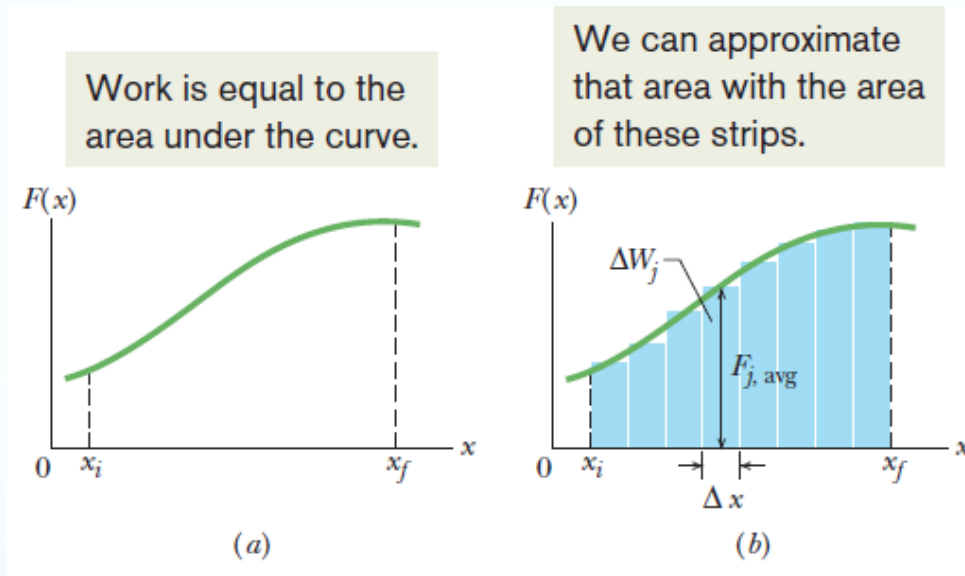 Work is equal to the
area under the curve.
F(x)
0
x_i
x_f
x
(a)
We can approximate
that area with the area
of these strips.
F(x)
ΔW_j
F_{j, avg}
0
x_i
x_f
x
Δx
(b)